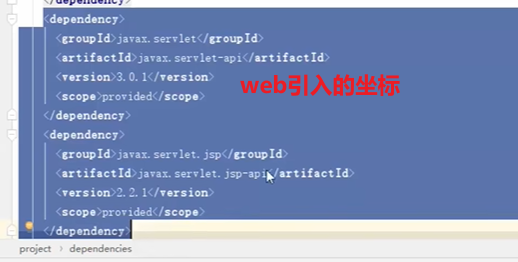 </dependency>
<dependency>
<groupId>javax.servlet</groupId>
<artifactId>javax.servlet-api</artifactId>
<version>3.0.1</version>
<scope>provided</scope>
web引入的坐标
</dependency>
<dependency>
<groupId>javax.servlet.jsp</groupId>
<artifactId>javax.servlet.jsp-api</artifactId>
<version>2.2.1</version>
<scope>provided</scope>
</dependency>
project > dependencies